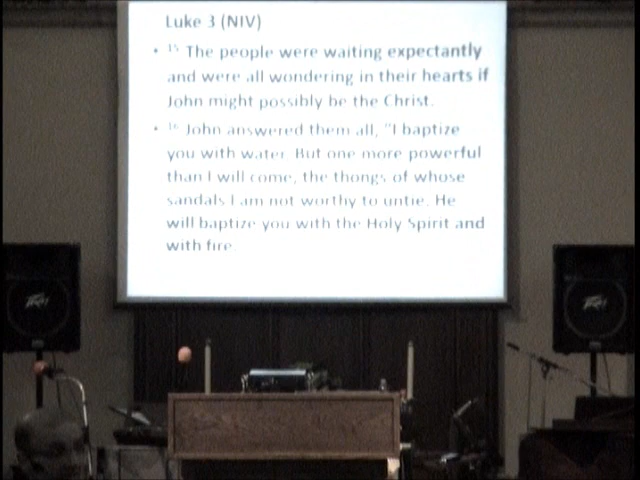 Luke 3 (NIV)
• 15 The people were waiting expectantly
and were all wondering in their hearts if
John might possibly be the Christ.
• 16 John answered them all, "I baptize
you with water. But one more powerful
than I will come, the thongs of whose
sandals I am not worthy to untie. He
will baptize you with the Holy Spirit and
with fire.
PEAVEY
PEAVEY